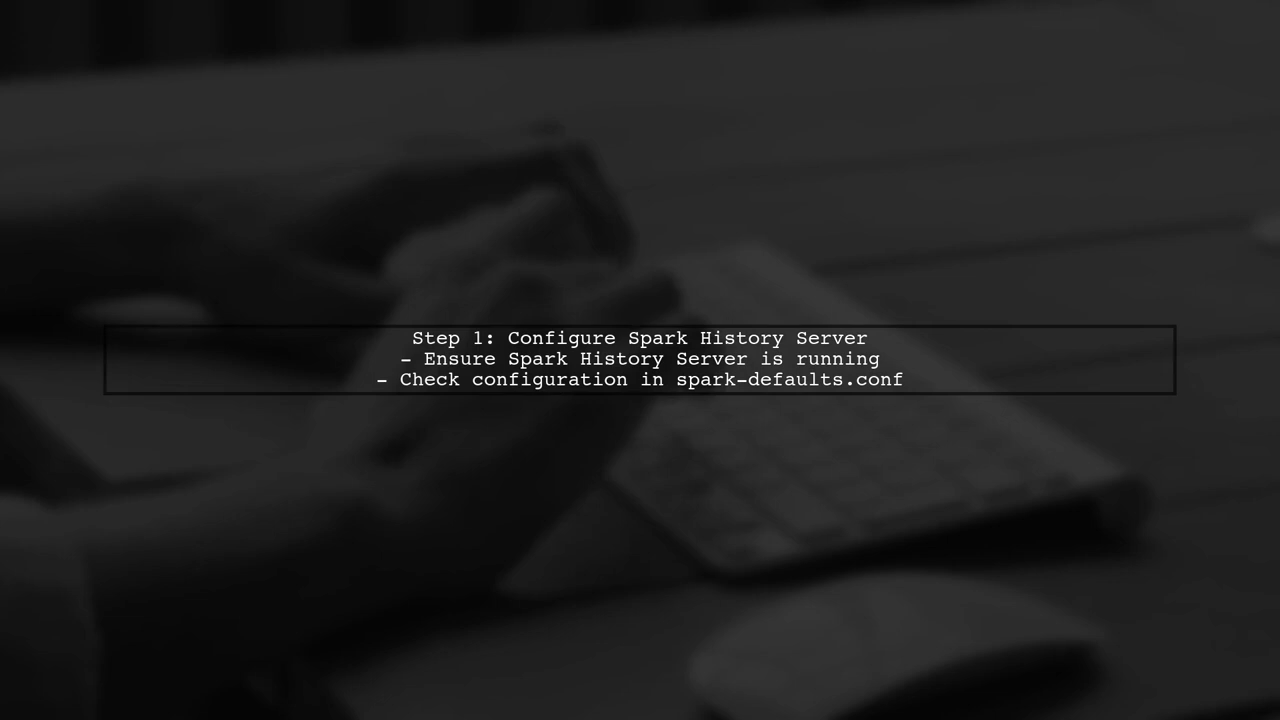 Step 1: Configure Spark History Server
– Ensure Spark History Server is running
– Check configuration in spark-defaults.conf